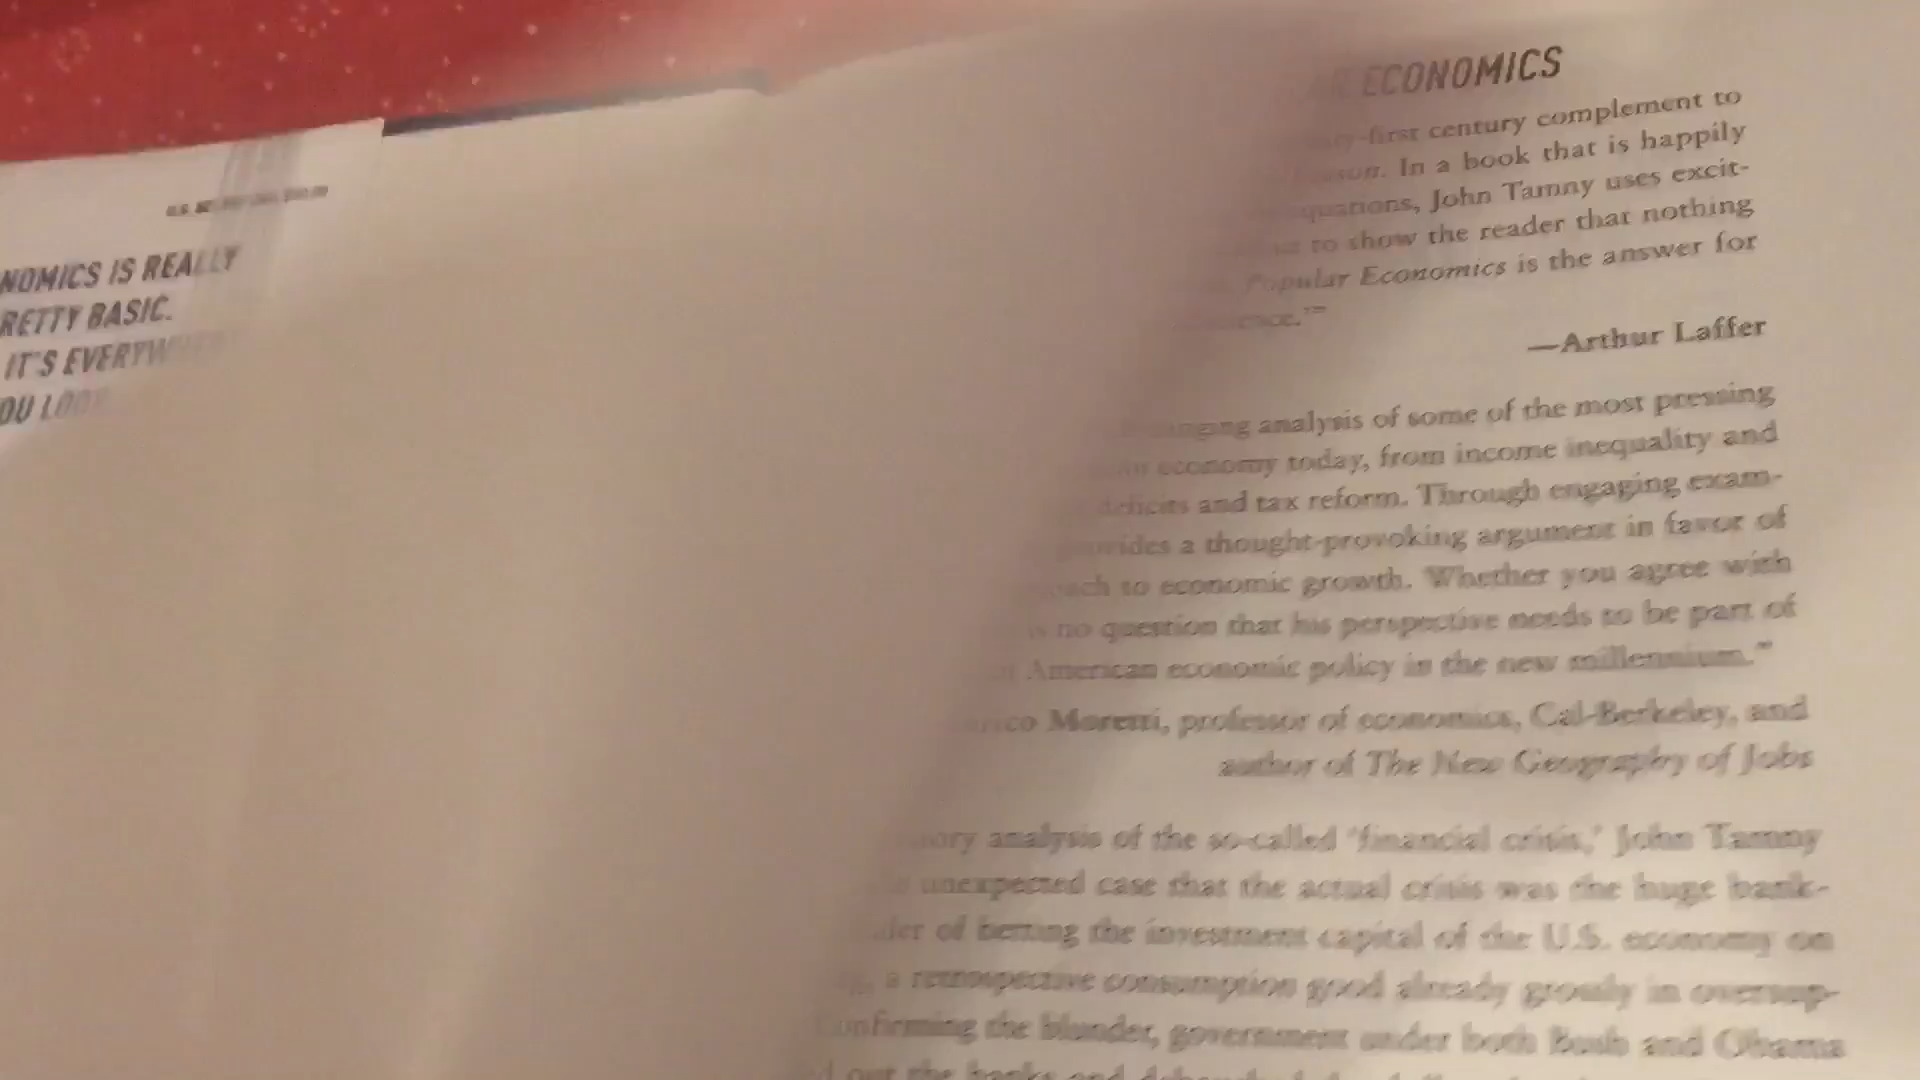 NOMICS IS REALLY
RETTY BASIC.
IT'S EVERYWHERE
OU LOOK
ECONOMICS
-first century complement to
In a book that is happily
equations, John Tamny uses excit-
to show the reader that nothing
Popular Economics is the answer for
—Arthur Laffer
analysis of some of the most pressing
economy today, from income inequality and
deficits and tax reform. Through engaging exam-
provides a thought-provoking argument in favor of
to economic growth. Whether you agree with
is no question that his perspective needs to be part of
American economic policy in the new millennium."
Moretti, professor of economics, Cal-Berkeley, and
author of The New Geography of Jobs
analysis of the so-called 'financial crisis,' John Tamny
unexpected case that the actual crisis was the huge bank-
of betting the investment capital of the U.S. economy on
a retrospective consumption good already grossly in oversup-
Confirming the blunder, government under both Bush and Obama
out the banks and